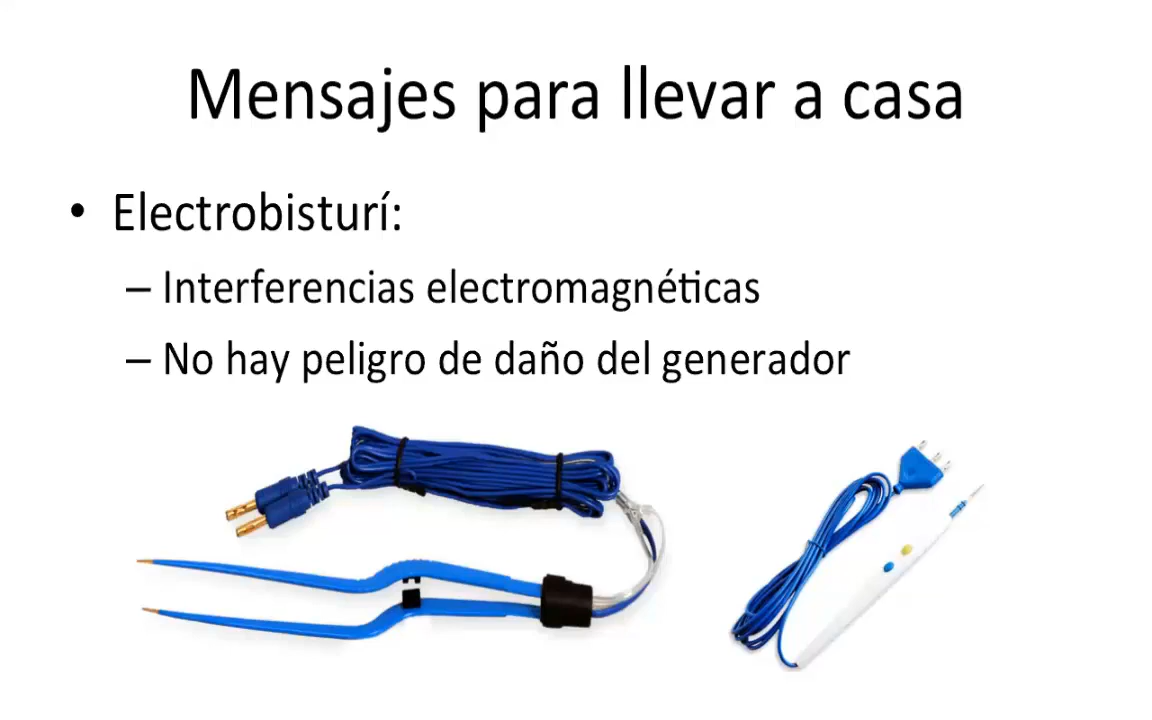 Mensajes para llevar a casa
• Electrobisturí:
– Interferencias electromagnéticas
– No hay peligro de daño del generador